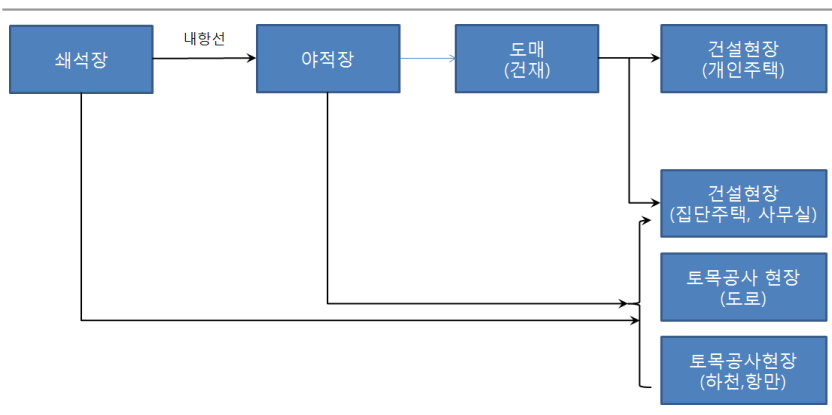 내항선
쇄석장
야적장
도매
(건재)
건설현장
(개인주택)
건설현장
(집단주택, 사무실)
토목공사 현장
(도로)
토목공사현장
(하천,항만)